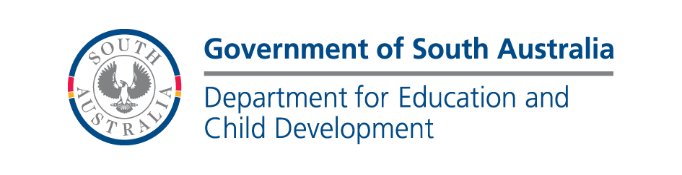 SOUTH
AUSTRALIA
Government of South Australia
Department for Education and
Child Development